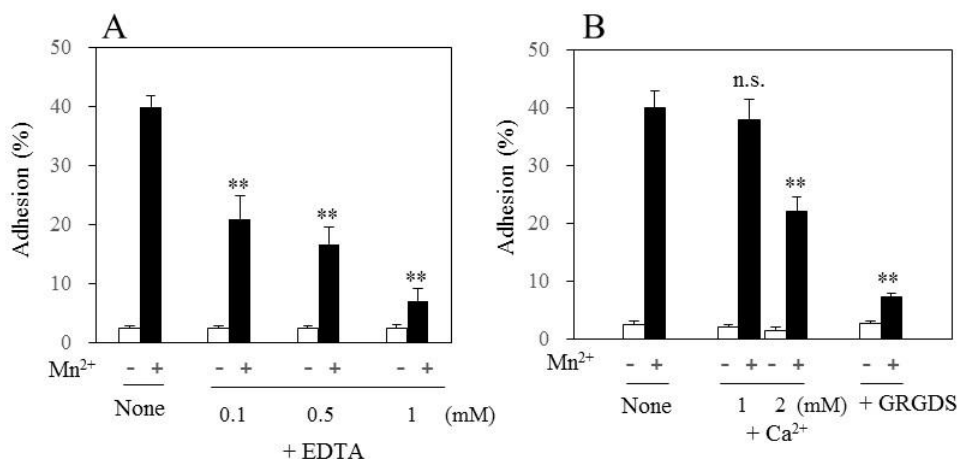 A
50
40
30
20
10
0
Adhesion (%)
**
**
**
Mn²⁺
- + - + - + - +
None
0.1 0.5 1 (mM)
+ EDTA
B
50
40
30
20
10
0
Adhesion (%)
n.s.
**
**
Mn²⁺
- + - + - + - +
None
1 2 (mM)
+ Ca²⁺
+ GRGDS